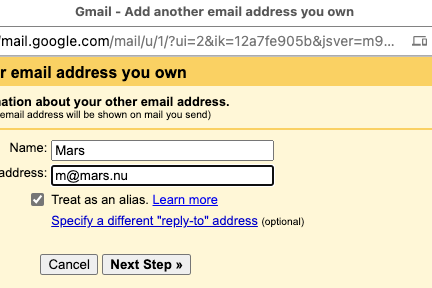 Gmail - Add another email address you own
mail.google.com/mail/u/1/?ui=2&ik=12a7fe905b&jsver=m9...
r email address you own
nation about your other email address.
email address will be shown on mail you send)
Name: Mars
address: m@mars.nu
Treat as an alias. Learn more
Specify a different "reply-to" address (optional)
Cancel Next Step »